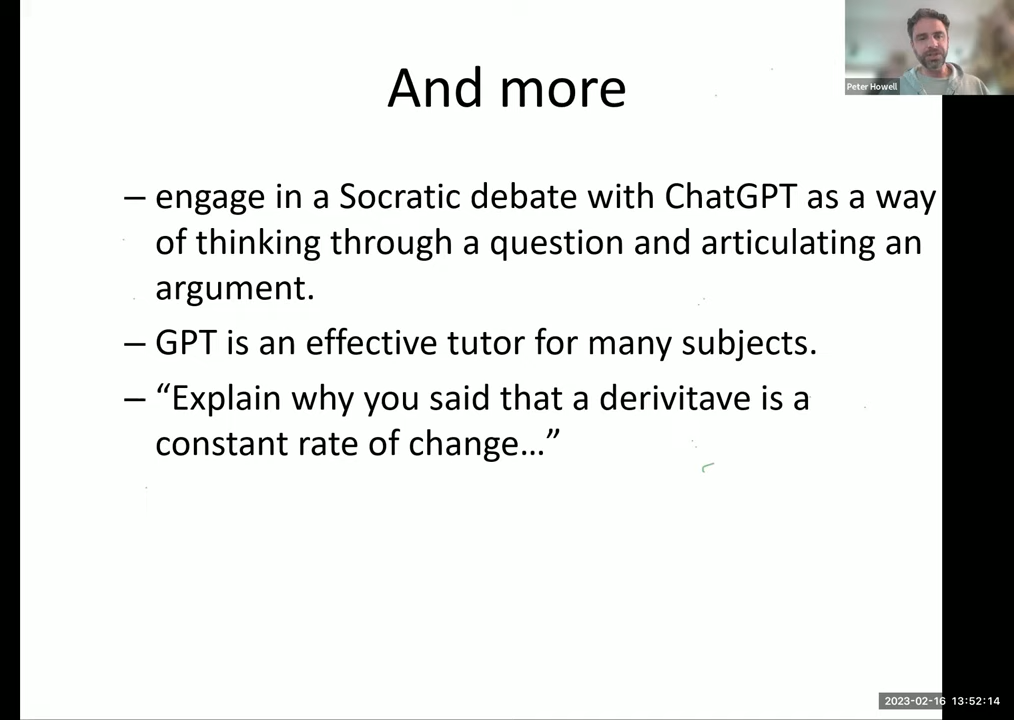 And more
Peter Howell
– engage in a Socratic debate with ChatGPT as a way
of thinking through a question and articulating an
argument.
– GPT is an effective tutor for many subjects.
– “Explain why you said that a derivitave is a
constant rate of change…”
2023-02-16 13:52:14